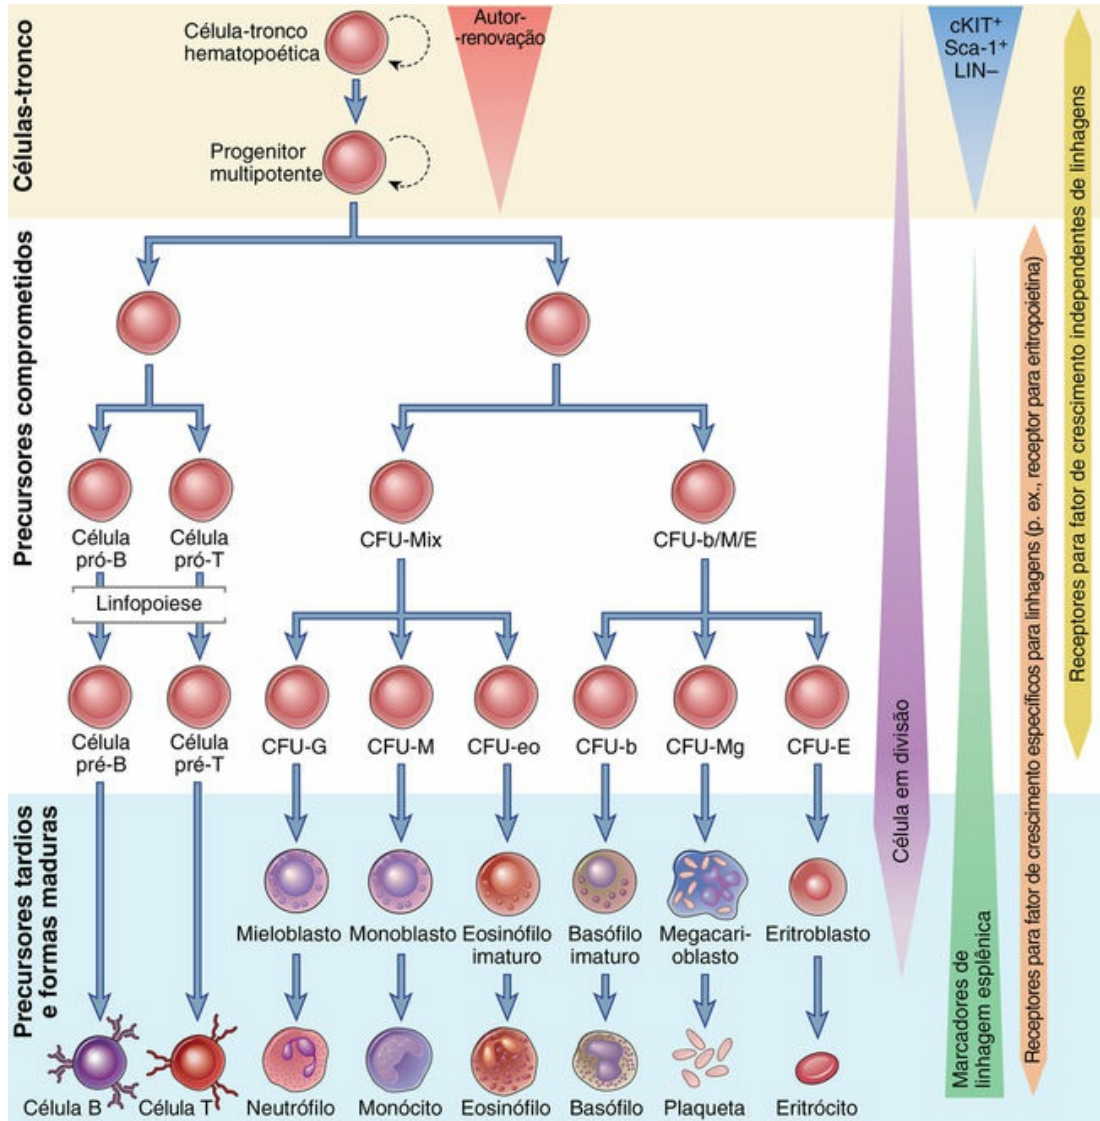 Células-tronco
Célula-tronco
hematopoética
Autor-
-renovação
cKIT+
Sca-1+
LIN–
Progenitor
multipotente
Precursores comprometidos
Célula
pró-B
Célula
pró-T
CFU-Mix
CFU-b/M/E
Linfopoiese
Célula
pré-B
Célula
pré-T
CFU-G
CFU-M
CFU-eo
CFU-b
CFU-Mg
CFU-E
Precursores tardios
e formas maduras
Mieloblasto
Monoblasto
Eosinófilo
imaturo
Basófilo
imaturo
Megacari-
oblasto
Eritroblasto
Célula B
Célula T
Neutrófilo
Monócito
Eosinófilo
Basófilo
Plaqueta
Eritrócito
Célula em divisão
Marcadores de
linhagem esplênica
Receptores para fator de crescimento específicos para linhagens (p. ex., receptor para eritropoietina)
Receptores para fator de crescimento independentes de linhagens